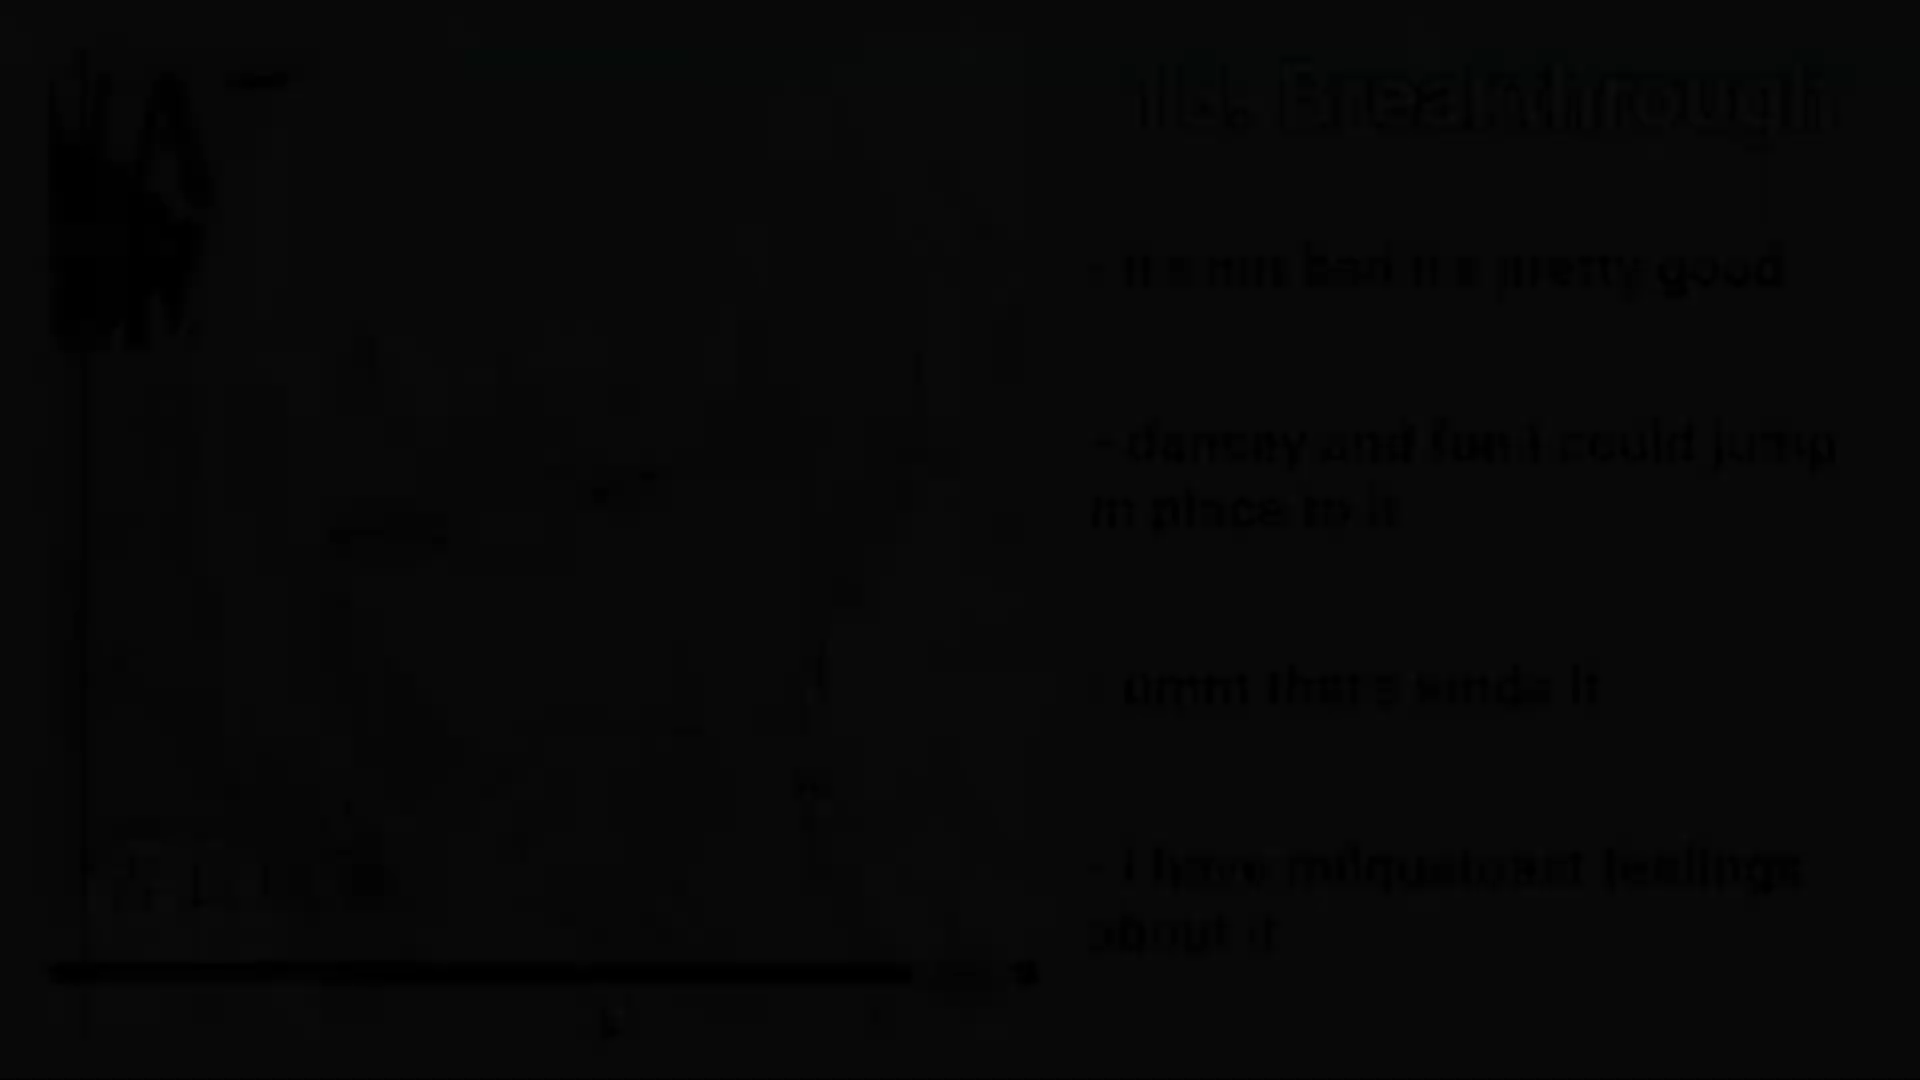 Breakthrough
- it's not bad it's pretty good
- dancey and fun I could jump
in place to it
- umm that's kinda it
- I have milquetoast feelings
about it